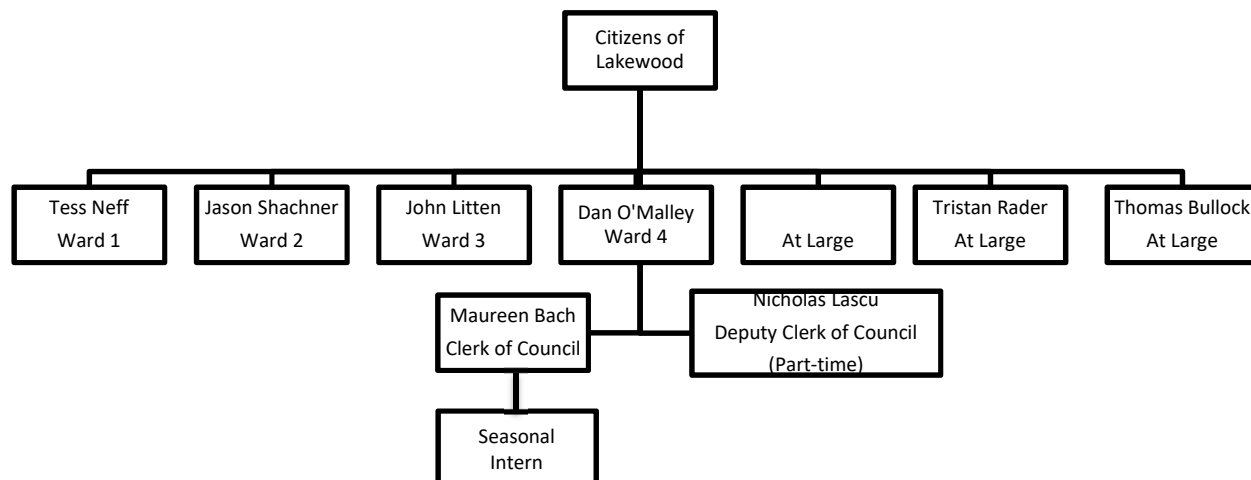 Citizens of
Lakewood
Tess Neff
Ward 1
Jason Shachner
Ward 2
John Litten
Ward 3
Dan O'Malley
Ward 4
At Large
Tristan Rader
At Large
Thomas Bullock
At Large
Maureen Bach
Clerk of Council
Nicholas Lascu
Deputy Clerk of Council
(Part-time)
Seasonal
Intern